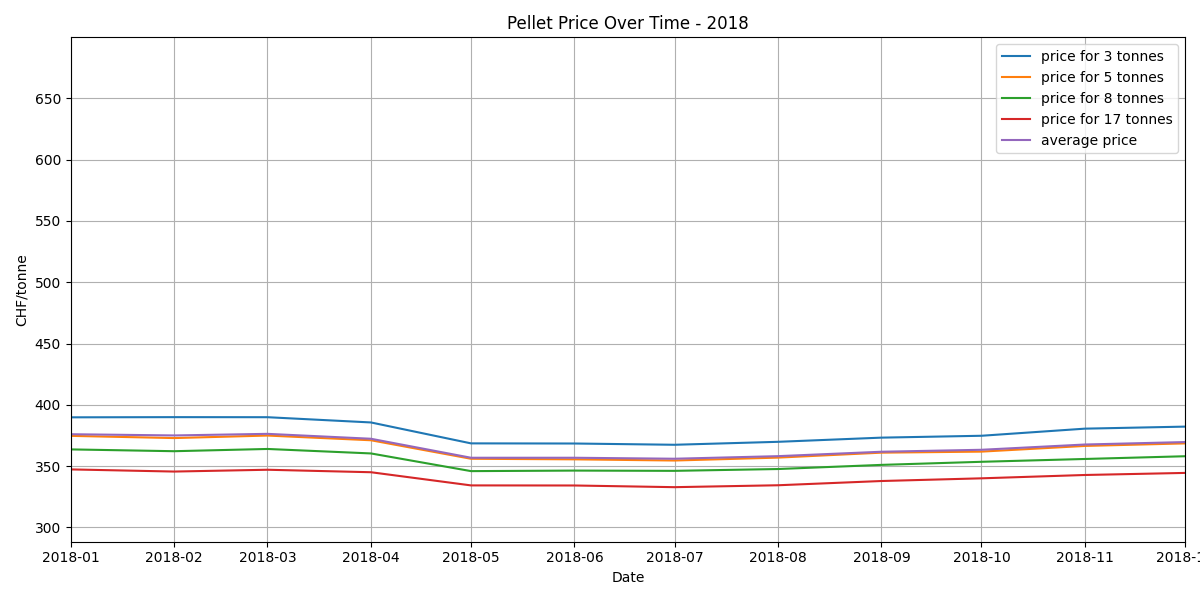 Pellet Price Over Time - 2018
price for 3 tonnes
price for 5 tonnes
price for 8 tonnes
price for 17 tonnes
average price
CHF/tonne
650
600
550
500
450
400
350
300
2018-01 2018-02 2018-03 2018-04 2018-05 2018-06 2018-07 2018-08 2018-09 2018-10 2018-11 2018-1
Date